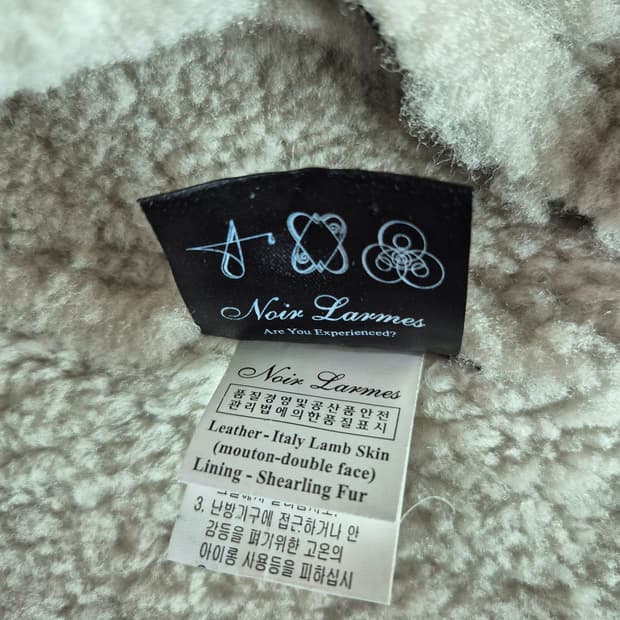 Noir Larmes
Are You Experienced?
Noir Larmes
품질경영및공산품안전
관리법에의한품질표시
Leather - Italy Lamb Skin
(mouton-double face)
Lining - Shearling Fur
3. 난방기구에 접근하거나 안
감등을 펴기위한 고온의
아이롱 사용등을 피하십시